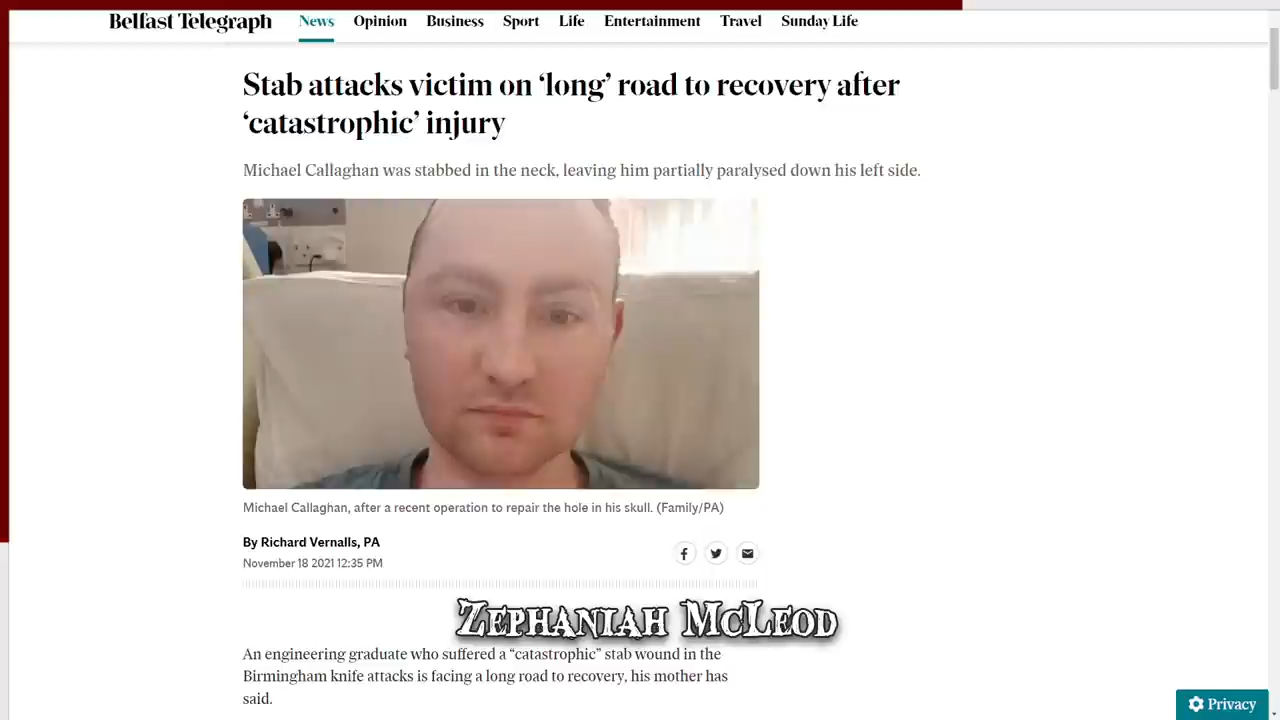 Belfast Telegraph News Opinion Business Sport Life Entertainment Travel Sunday Life
Stab attacks victim on ‘long’ road to recovery after
‘catastrophic’ injury
Michael Callaghan was stabbed in the neck, leaving him partially paralysed down his left side.
Michael Callaghan, after a recent operation to repair the hole in his skull. (Family/PA)
By Richard Vernalls, PA
November 18 2021 12:35 PM
Zephaniah McLeod
An engineering graduate who suffered a “catastrophic” stab wound in the
Birmingham knife attacks is facing a long road to recovery, his mother has
said.
Privacy